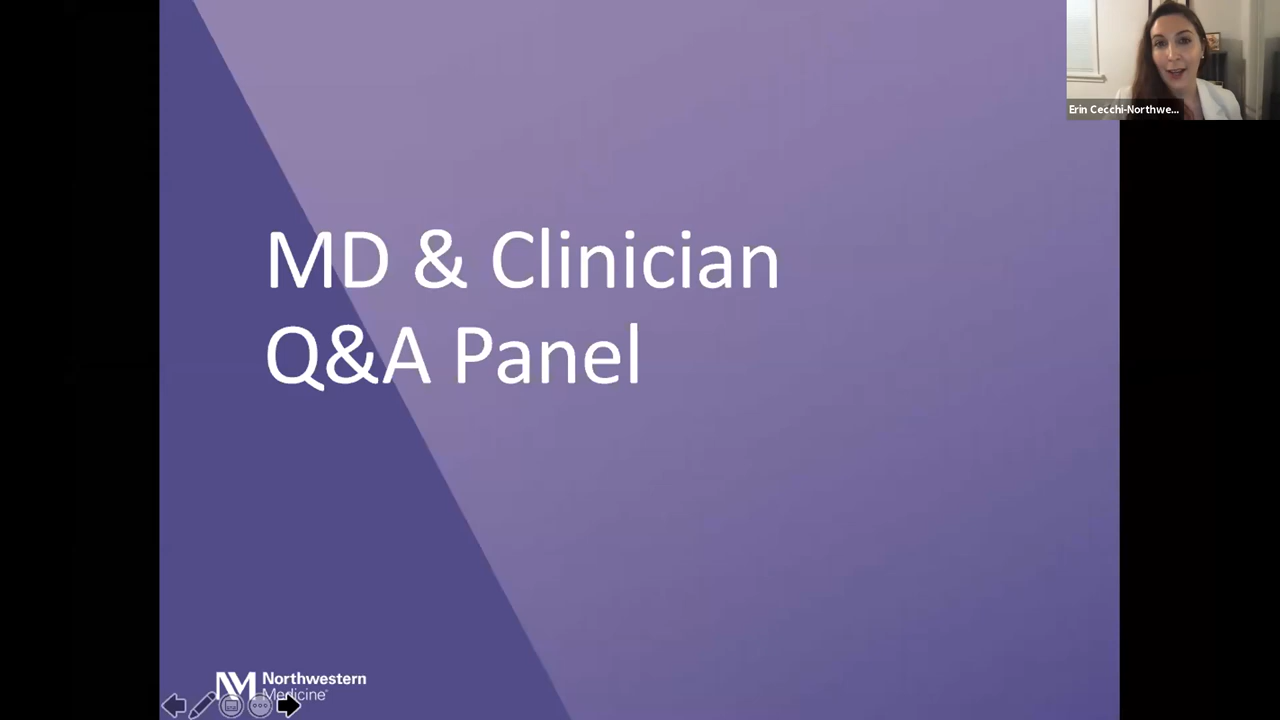 MD & Clinician
Q&A Panel
Erin Cecchi-Northwe...
Northwestern
Medicine